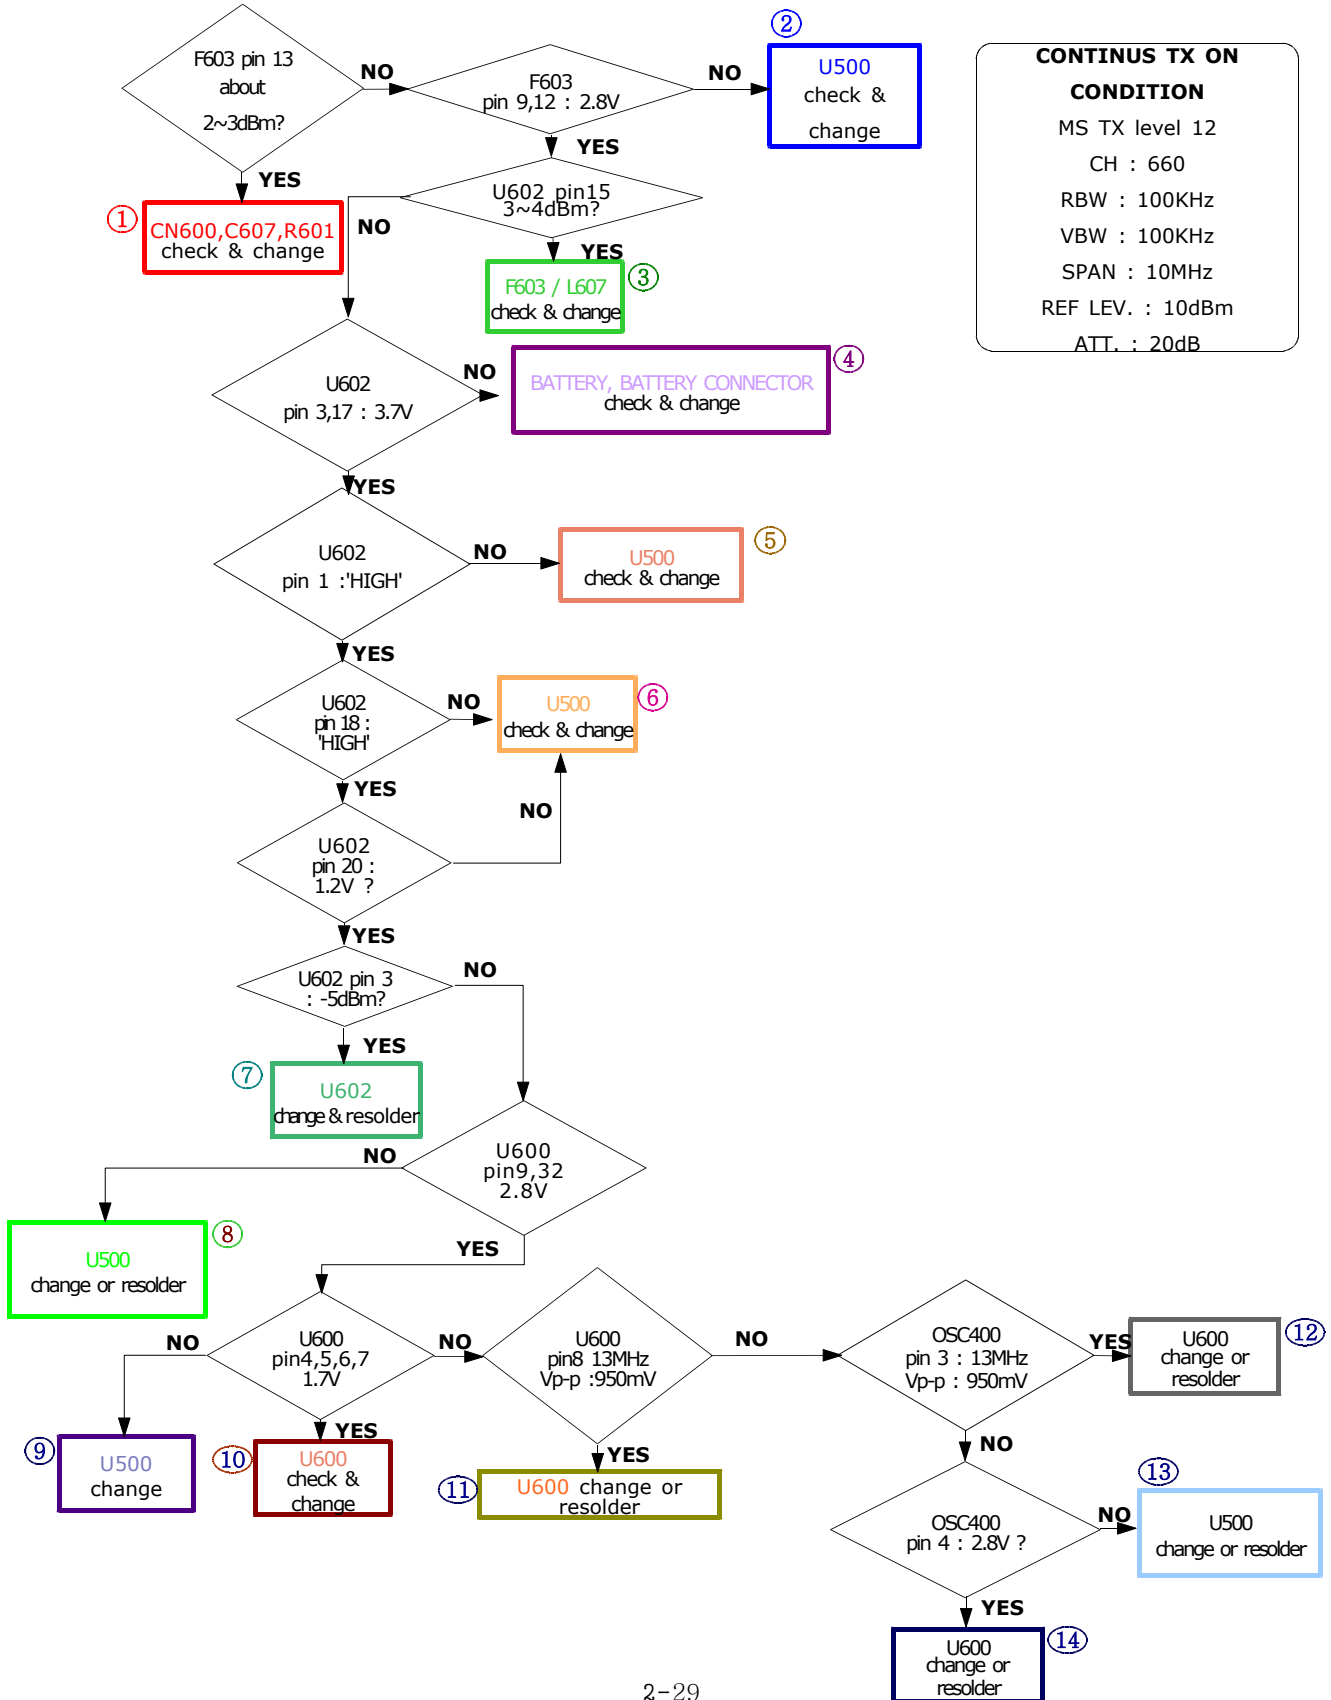 F603 pin 13
about
2~3dBm?
NO
YES
F603
pin 9,12 : 2.8V
NO
YES
②
U500
check &
change
CONTINUS TX ON
CONDITION
MS TX level 12
CH : 660
RBW : 100KHz
VBW : 100KHz
SPAN : 10MHz
REF LEV. : 10dBm
ATT. : 20dB
①
CN600,C607,R601
check & change
U602 pin15
3~4dBm?
NO
YES
③
F603 / L607
check & change
U602
pin 3,17 : 3.7V
NO
YES
④
BATTERY, BATTERY CONNECTOR
check & change
U602
pin 1 :'HIGH'
NO
YES
⑤
U500
check & change
U602
pin 18 :
'HIGH'
NO
YES
⑥
U500
check & change
U602
pin 20 :
1.2V ?
NO
YES
U602 pin 3
: -5dBm?
NO
YES
⑦
U602
change & resolder
U600
pin9,32
2.8V
NO
YES
⑧
U500
change or resolder
U600
pin4,5,6,7
1.7V
NO
NO
YES
U600
pin8 13MHz
Vp-p :950mV
NO
YES
OSC400
pin 3 : 13MHz
Vp-p : 950mV
YES
NO
⑫
U600
change or
resolder
⑨
U500
change
⑩
U600
check &
change
⑪
U600 change or
resolder
OSC400
pin 4 : 2.8V ?
NO
YES
⑬
U500
change or resolder
⑭
U600
change or
resolder
2-29